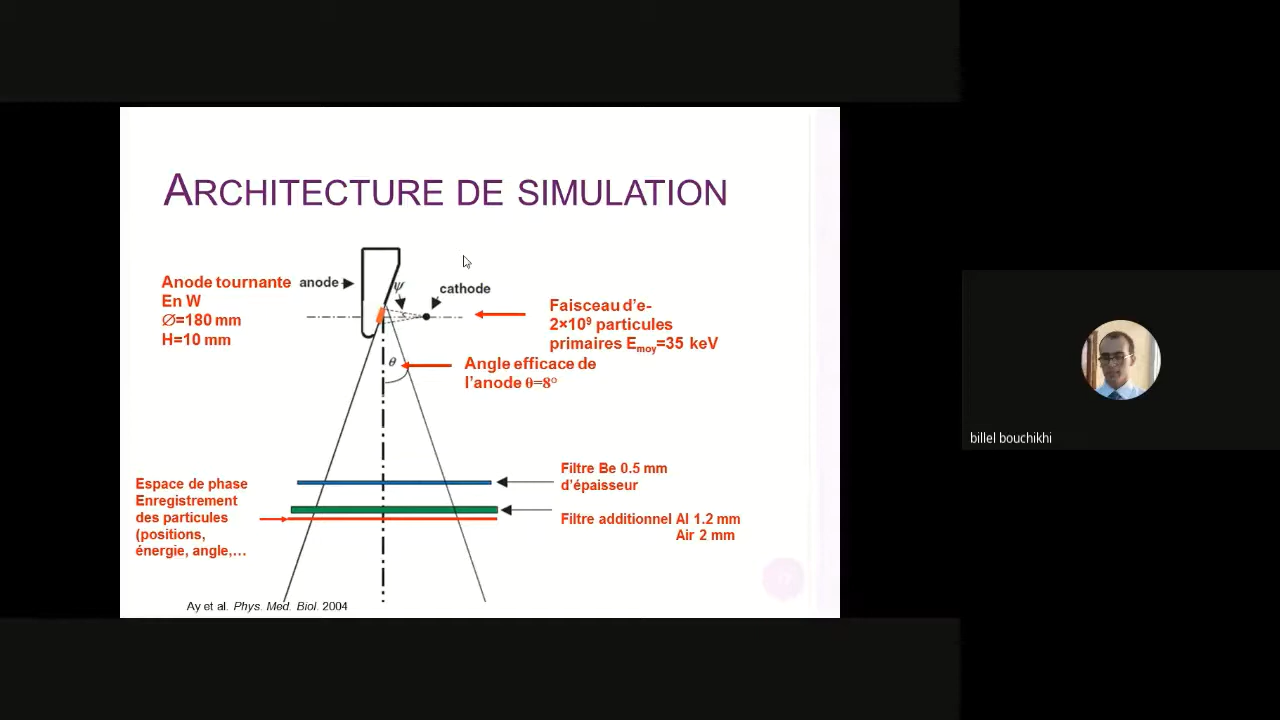 ARCHITECTURE DE SIMULATION
Anode tournante
En W
∅=180 mm
H=10 mm
anode
ψ
cathode
Faisceau d'e-
2×10⁹ particules
primaires Emoy=35 keV
θ
Angle efficace de
l'anode θ=8°
Espace de phase
Enregistrement
des particules
(positions,
énergie, angle,…
Filtre Be 0.5 mm
d'épaisseur
Filtre additionnel Al 1.2 mm
Air 2 mm
Ay et al. Phys. Med. Biol. 2004
billel bouchikhi